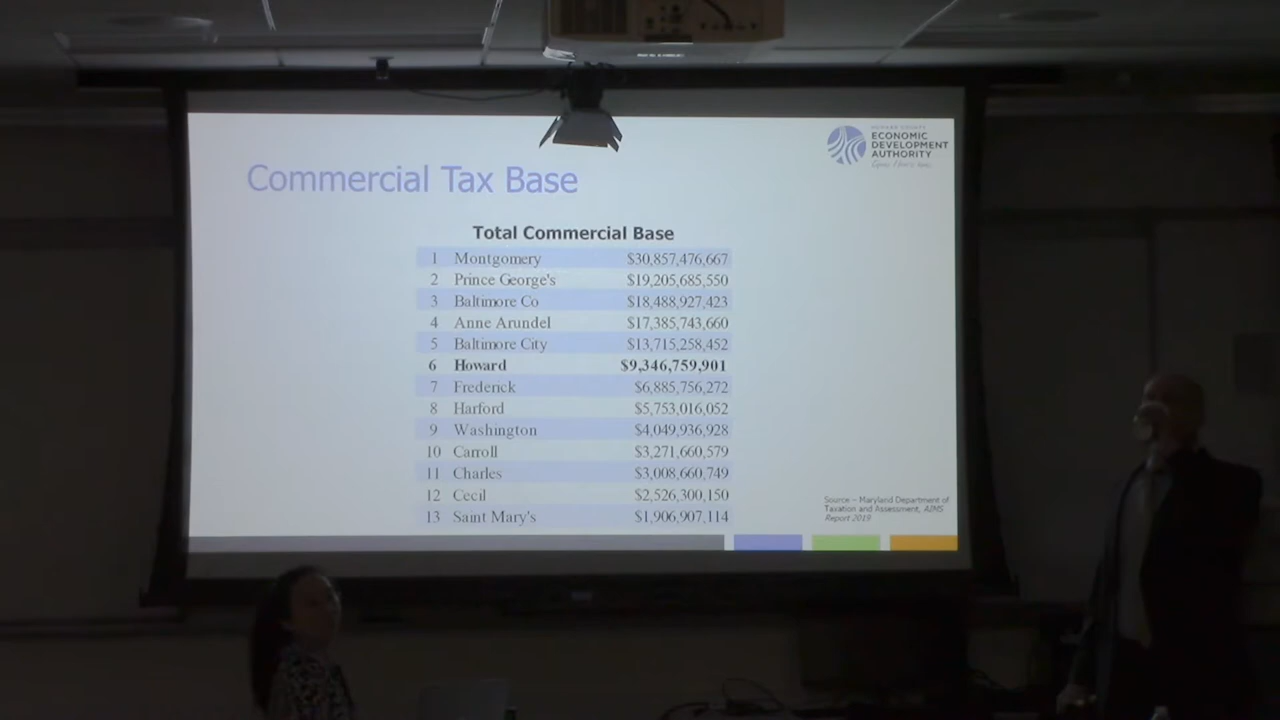 HOWARD COUNTY
ECONOMIC
DEVELOPMENT
AUTHORITY
Commercial Tax Base
Total Commercial Base
1 Montgomery $30,857,476,667
2 Prince George's $19,205,685,550
3 Baltimore Co $18,488,927,423
4 Anne Arundel $17,385,743,660
5 Baltimore City $13,715,258,452
6 Howard $9,346,759,901
7 Frederick $6,885,756,272
8 Harford $5,753,016,052
9 Washington $4,049,936,928
10 Carroll $3,271,660,579
11 Charles $3,008,660,749
12 Cecil $2,526,300,150
13 Saint Mary's $1,906,907,114
Source – Maryland Department of
Taxation and Assessment, AIMS
Report 2019